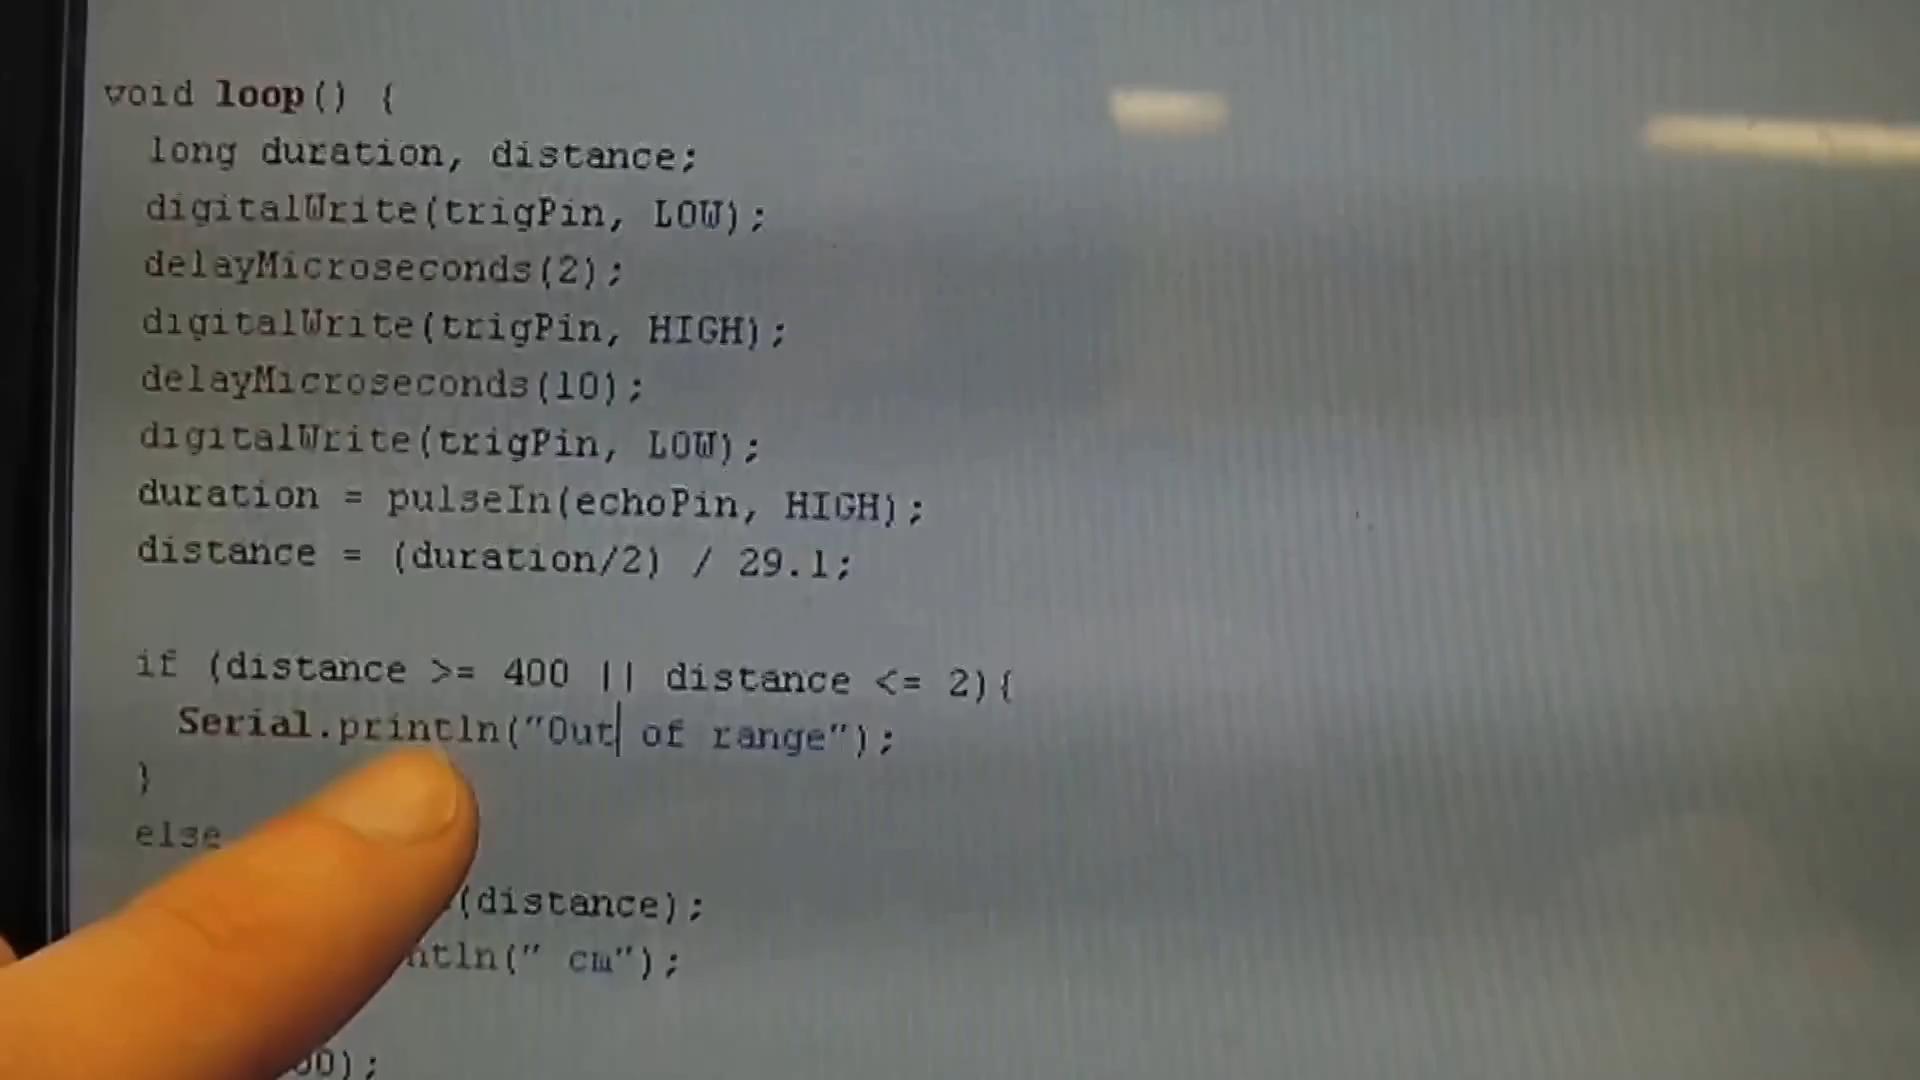 void loop() {
long duration, distance;
digitalWrite(trigPin, LOW);
delayMicroseconds(2);
digitalWrite(trigPin, HIGH);
delayMicroseconds(10);
digitalWrite(trigPin, LOW);
duration = pulseIn(echoPin, HIGH);
distance = (duration/2) / 29.1;
if (distance >= 400 || distance <= 2){
Serial.println("Out of range");
}
else
(distance);
ntln(" cm");
00);